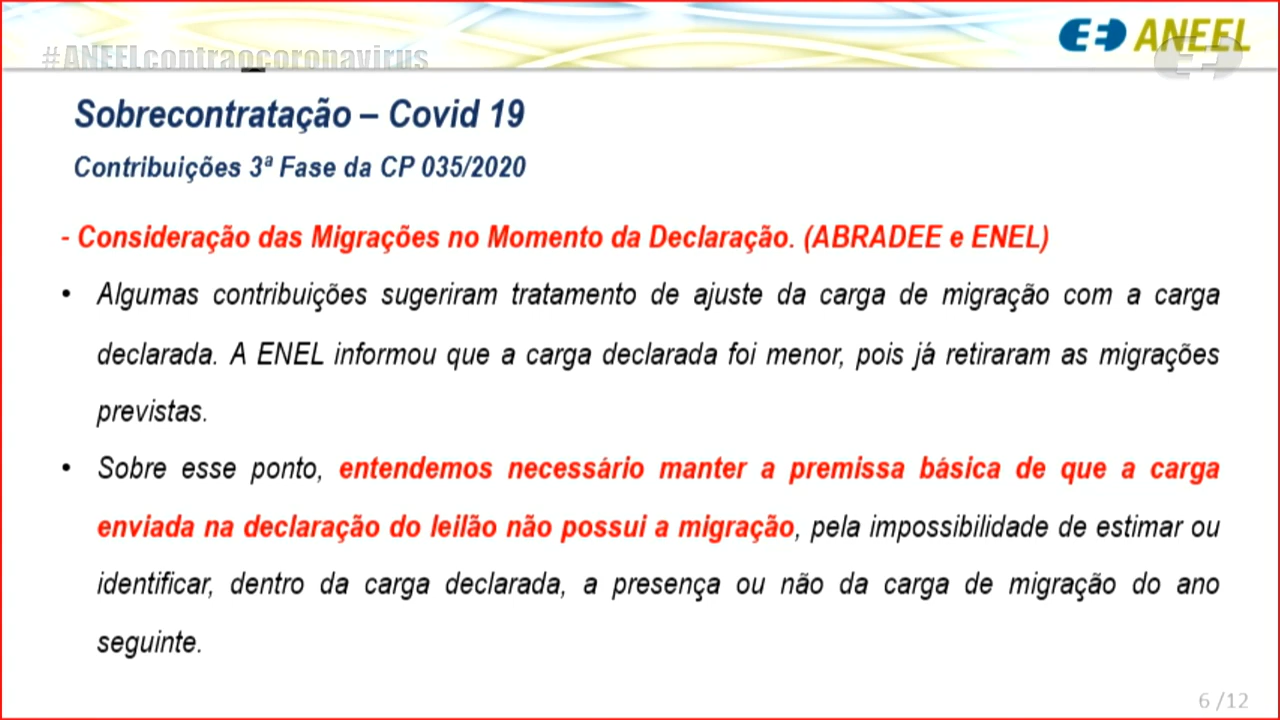 #ANEELcontraocoronavirus
ANEEL
Sobrecontratação – Covid 19
Contribuições 3ª Fase da CP 035/2020
- Consideração das Migrações no Momento da Declaração. (ABRADEE e ENEL)
• Algumas contribuições sugeriram tratamento de ajuste da carga de migração com a carga
declarada. A ENEL informou que a carga declarada foi menor, pois já retiraram as migrações
previstas.
• Sobre esse ponto, entendemos necessário manter a premissa básica de que a carga
enviada na declaração do leilão não possui a migração, pela impossibilidade de estimar ou
identificar, dentro da carga declarada, a presença ou não da carga de migração do ano
seguinte.
6 /12